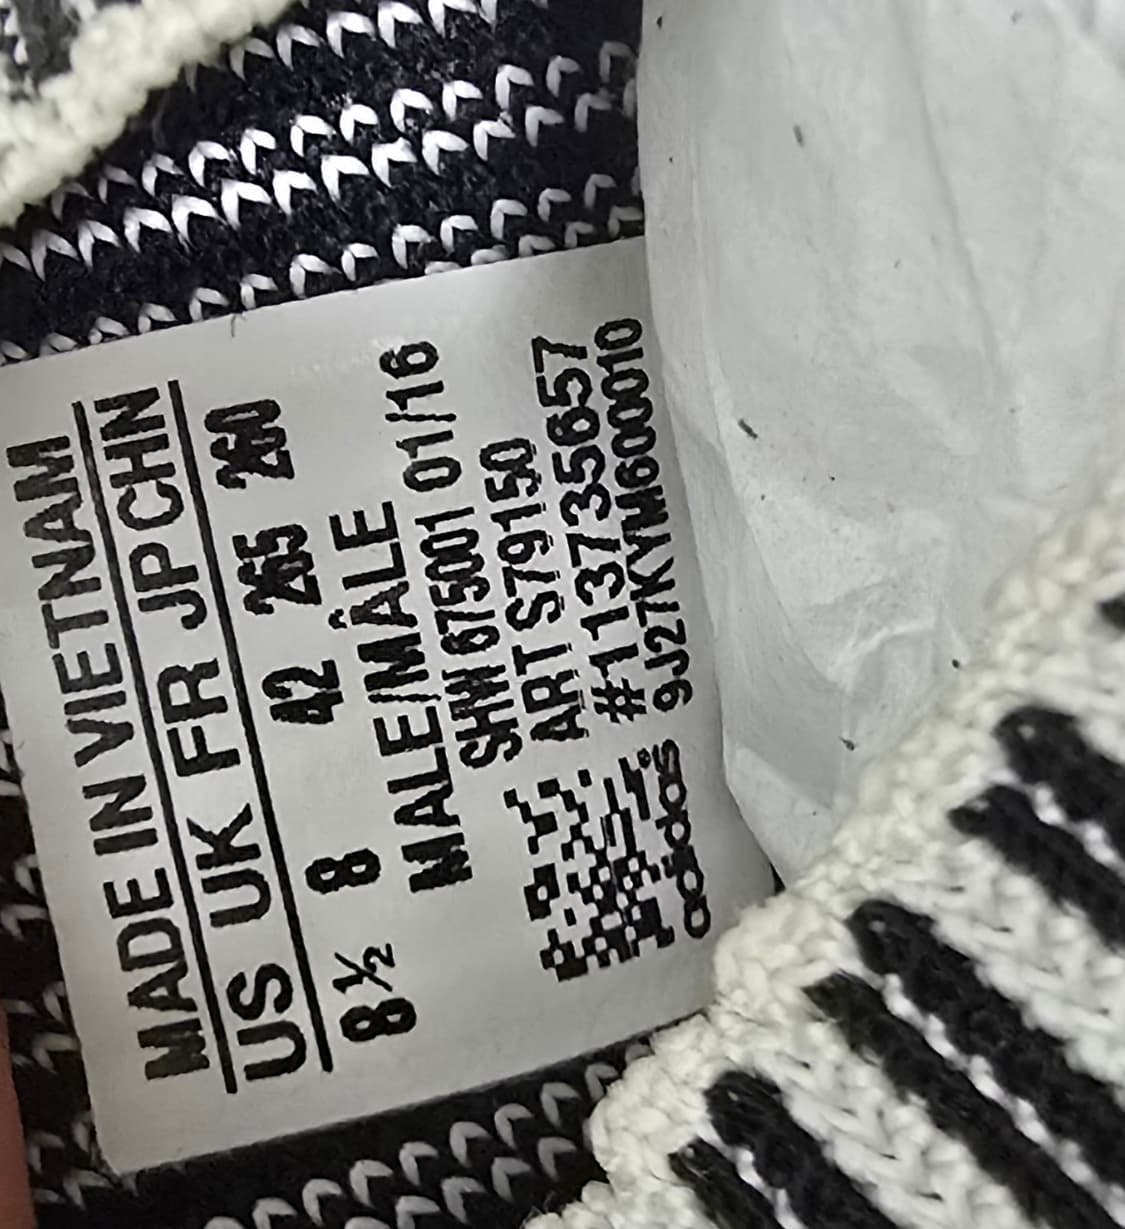 MADE IN VIETNAM
US UK FR JP CHN
8½ 8 42 265 260
MALE/MÂLE
SHW 675001 01/16
ART S79150
#1137735657
adidas 9J27KYM600010